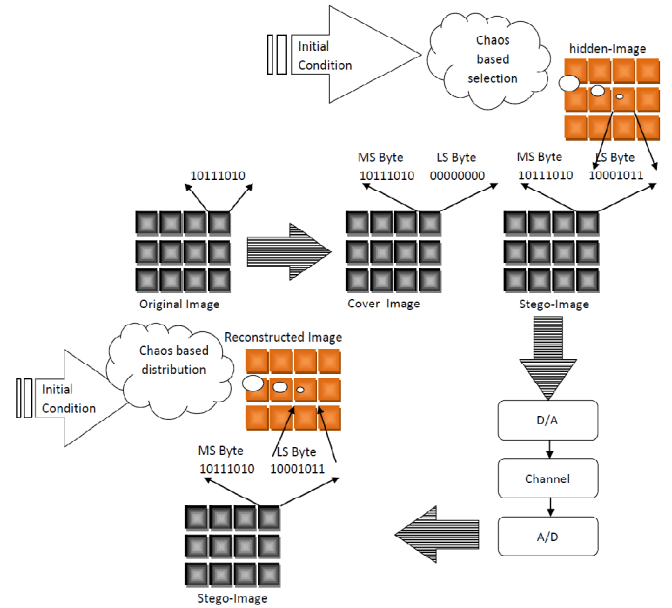 Initial
Condition
Chaos
based
selection
hidden-Image
MS Byte
10111010
LS Byte
00000000
MS Byte
10111010
LS Byte
10001011
10111010
Original Image
Cover Image
Stego-Image
Initial
Condition
Chaos based
distribution
Reconstructed Image
D/A
Channel
A/D
MS Byte
10111010
LS Byte
10001011
Stego-Image